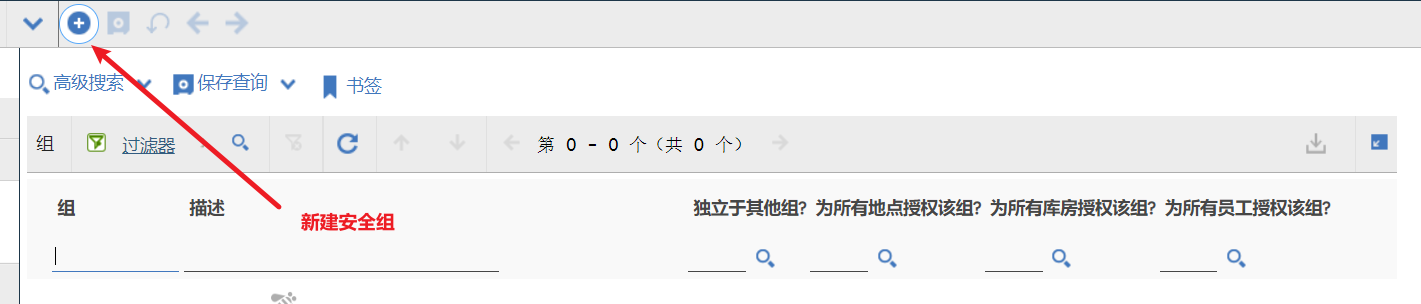 高级搜索 保存查询 书签
组 过滤器 第 0 - 0 个（共 0 个）
组 描述 独立于其他组? 为所有地点授权该组? 为所有库房授权该组? 为所有员工授权该组?
新建安全组